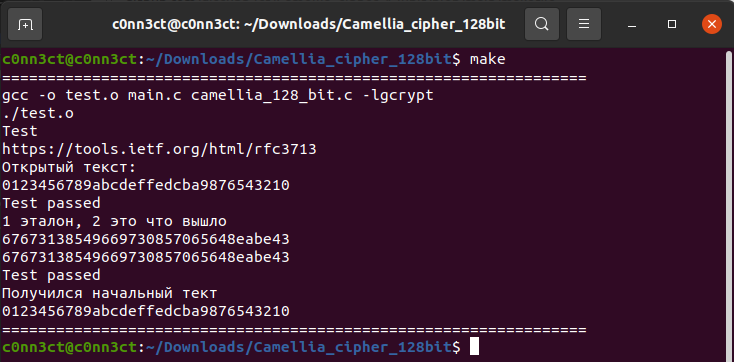 c0nn3ct@c0nn3ct: ~/Downloads/Camellia_cipher_128bit
c0nn3ct@c0nn3ct:~/Downloads/Camellia_cipher_128bit$ make
=================================================================
gcc -o test.o main.c camellia_128_bit.c -lgcrypt
./test.o
Test
https://tools.ietf.org/html/rfc3713
Открытый текст:
0123456789abcdeffedcba9876543210
Test passed
1 эталон, 2 это что вышло
67673138549669730857065648eabe43
67673138549669730857065648eabe43
Test passed
Получился начальный тект
0123456789abcdeffedcba9876543210
=================================================================
c0nn3ct@c0nn3ct:~/Downloads/Camellia_cipher_128bit$